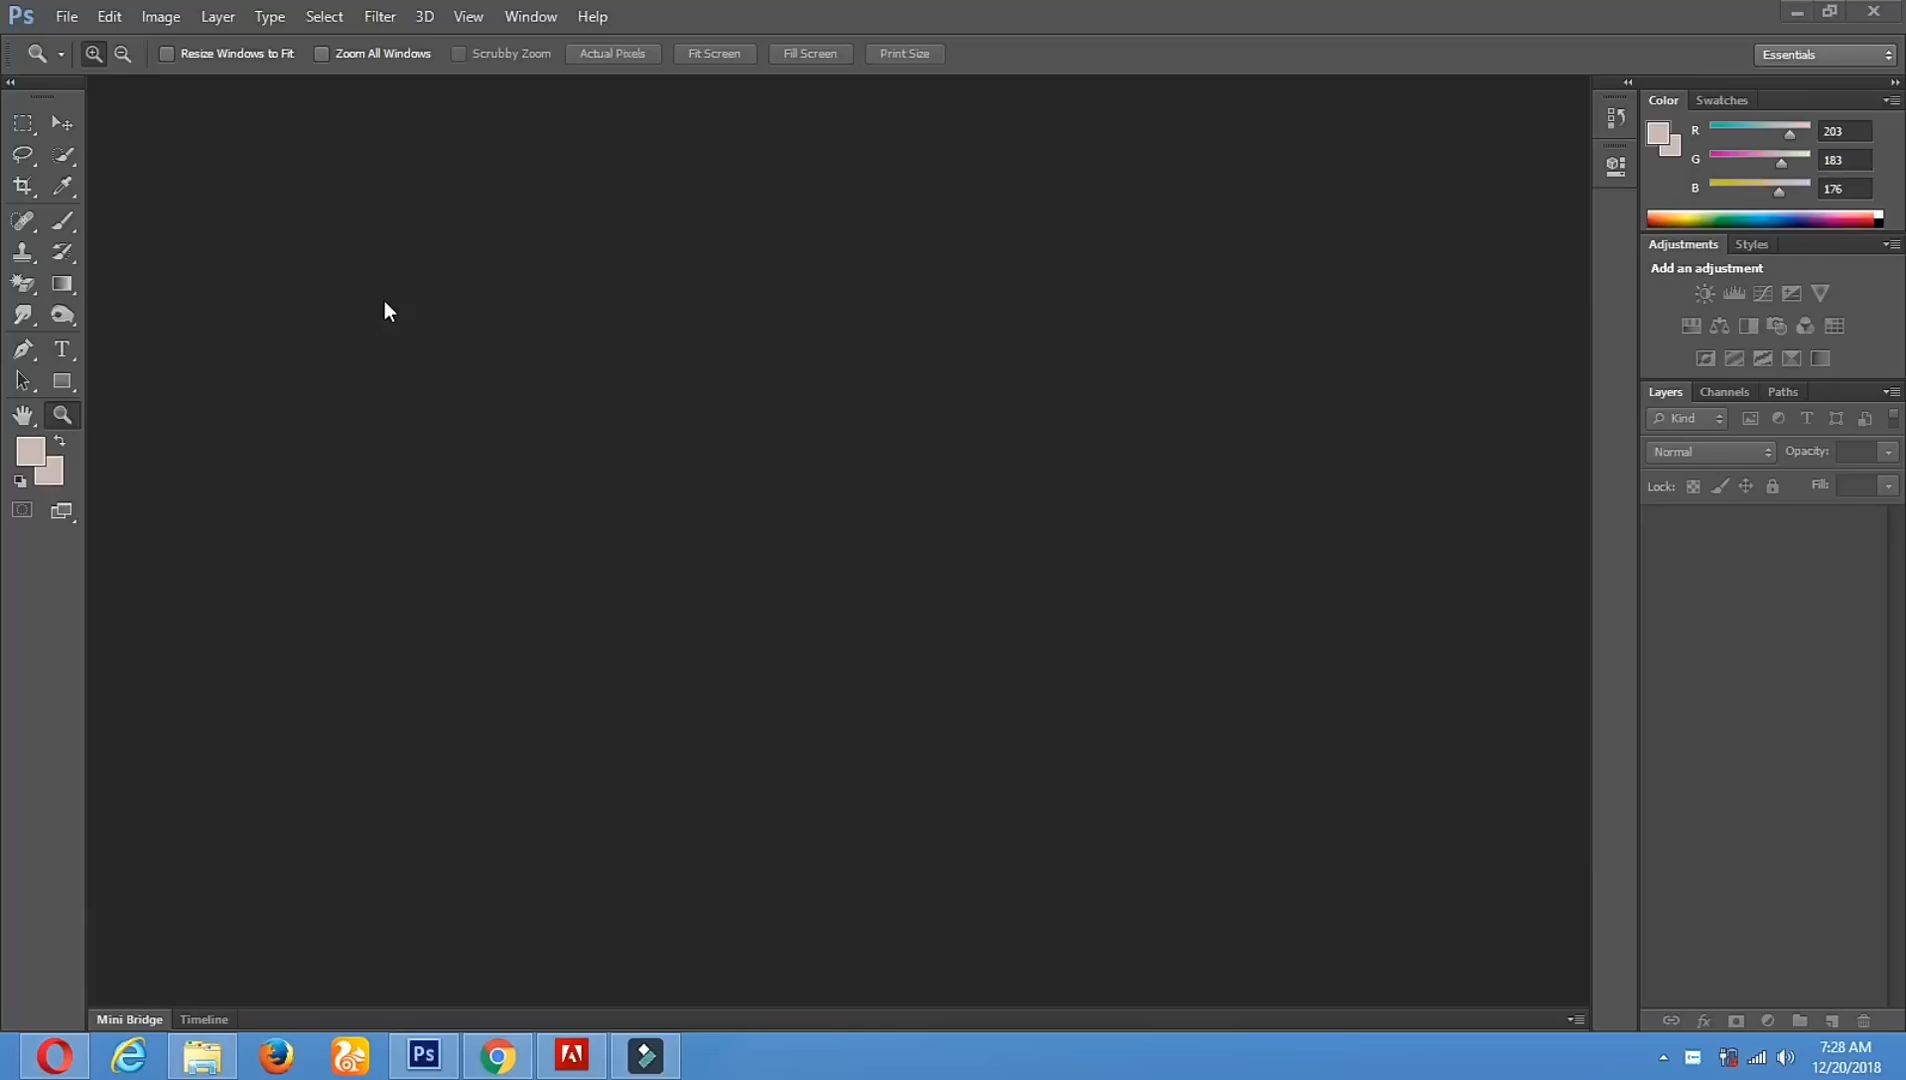 Ps File Edit Image Layer Type Select Filter 3D View Window Help
Resize Windows to Fit Zoom All Windows Scrubby Zoom Actual Pixels Fit Screen Fill Screen Print Size Essentials
Color Swatches
R 203
G 183
B 176
Adjustments Styles
Add an adjustment
Layers Channels Paths
Kind
Normal Opacity:
Lock: Fill:
Mini Bridge Timeline
Ps
7:28 AM
12/20/2018